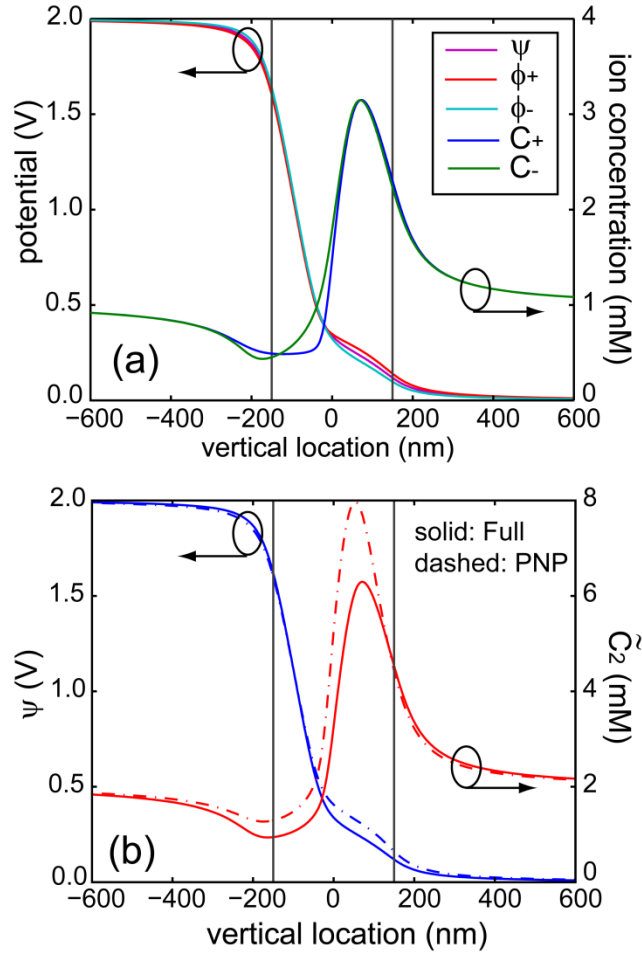 2.0
1.5
1.0
0.5
0.0
potential (V)
4
3
2
1
0
ion concentration (mM)
ψ
ϕ+
ϕ-
C+
C-
(a)
−600 −400 −200 0 200 400 600
vertical location (nm)
2.0
1.5
1.0
0.5
0.0
ψ (V)
8
6
4
2
0
C̃₂ (mM)
solid: Full
dashed: PNP
(b)
−600 −400 −200 0 200 400 600
vertical location (nm)